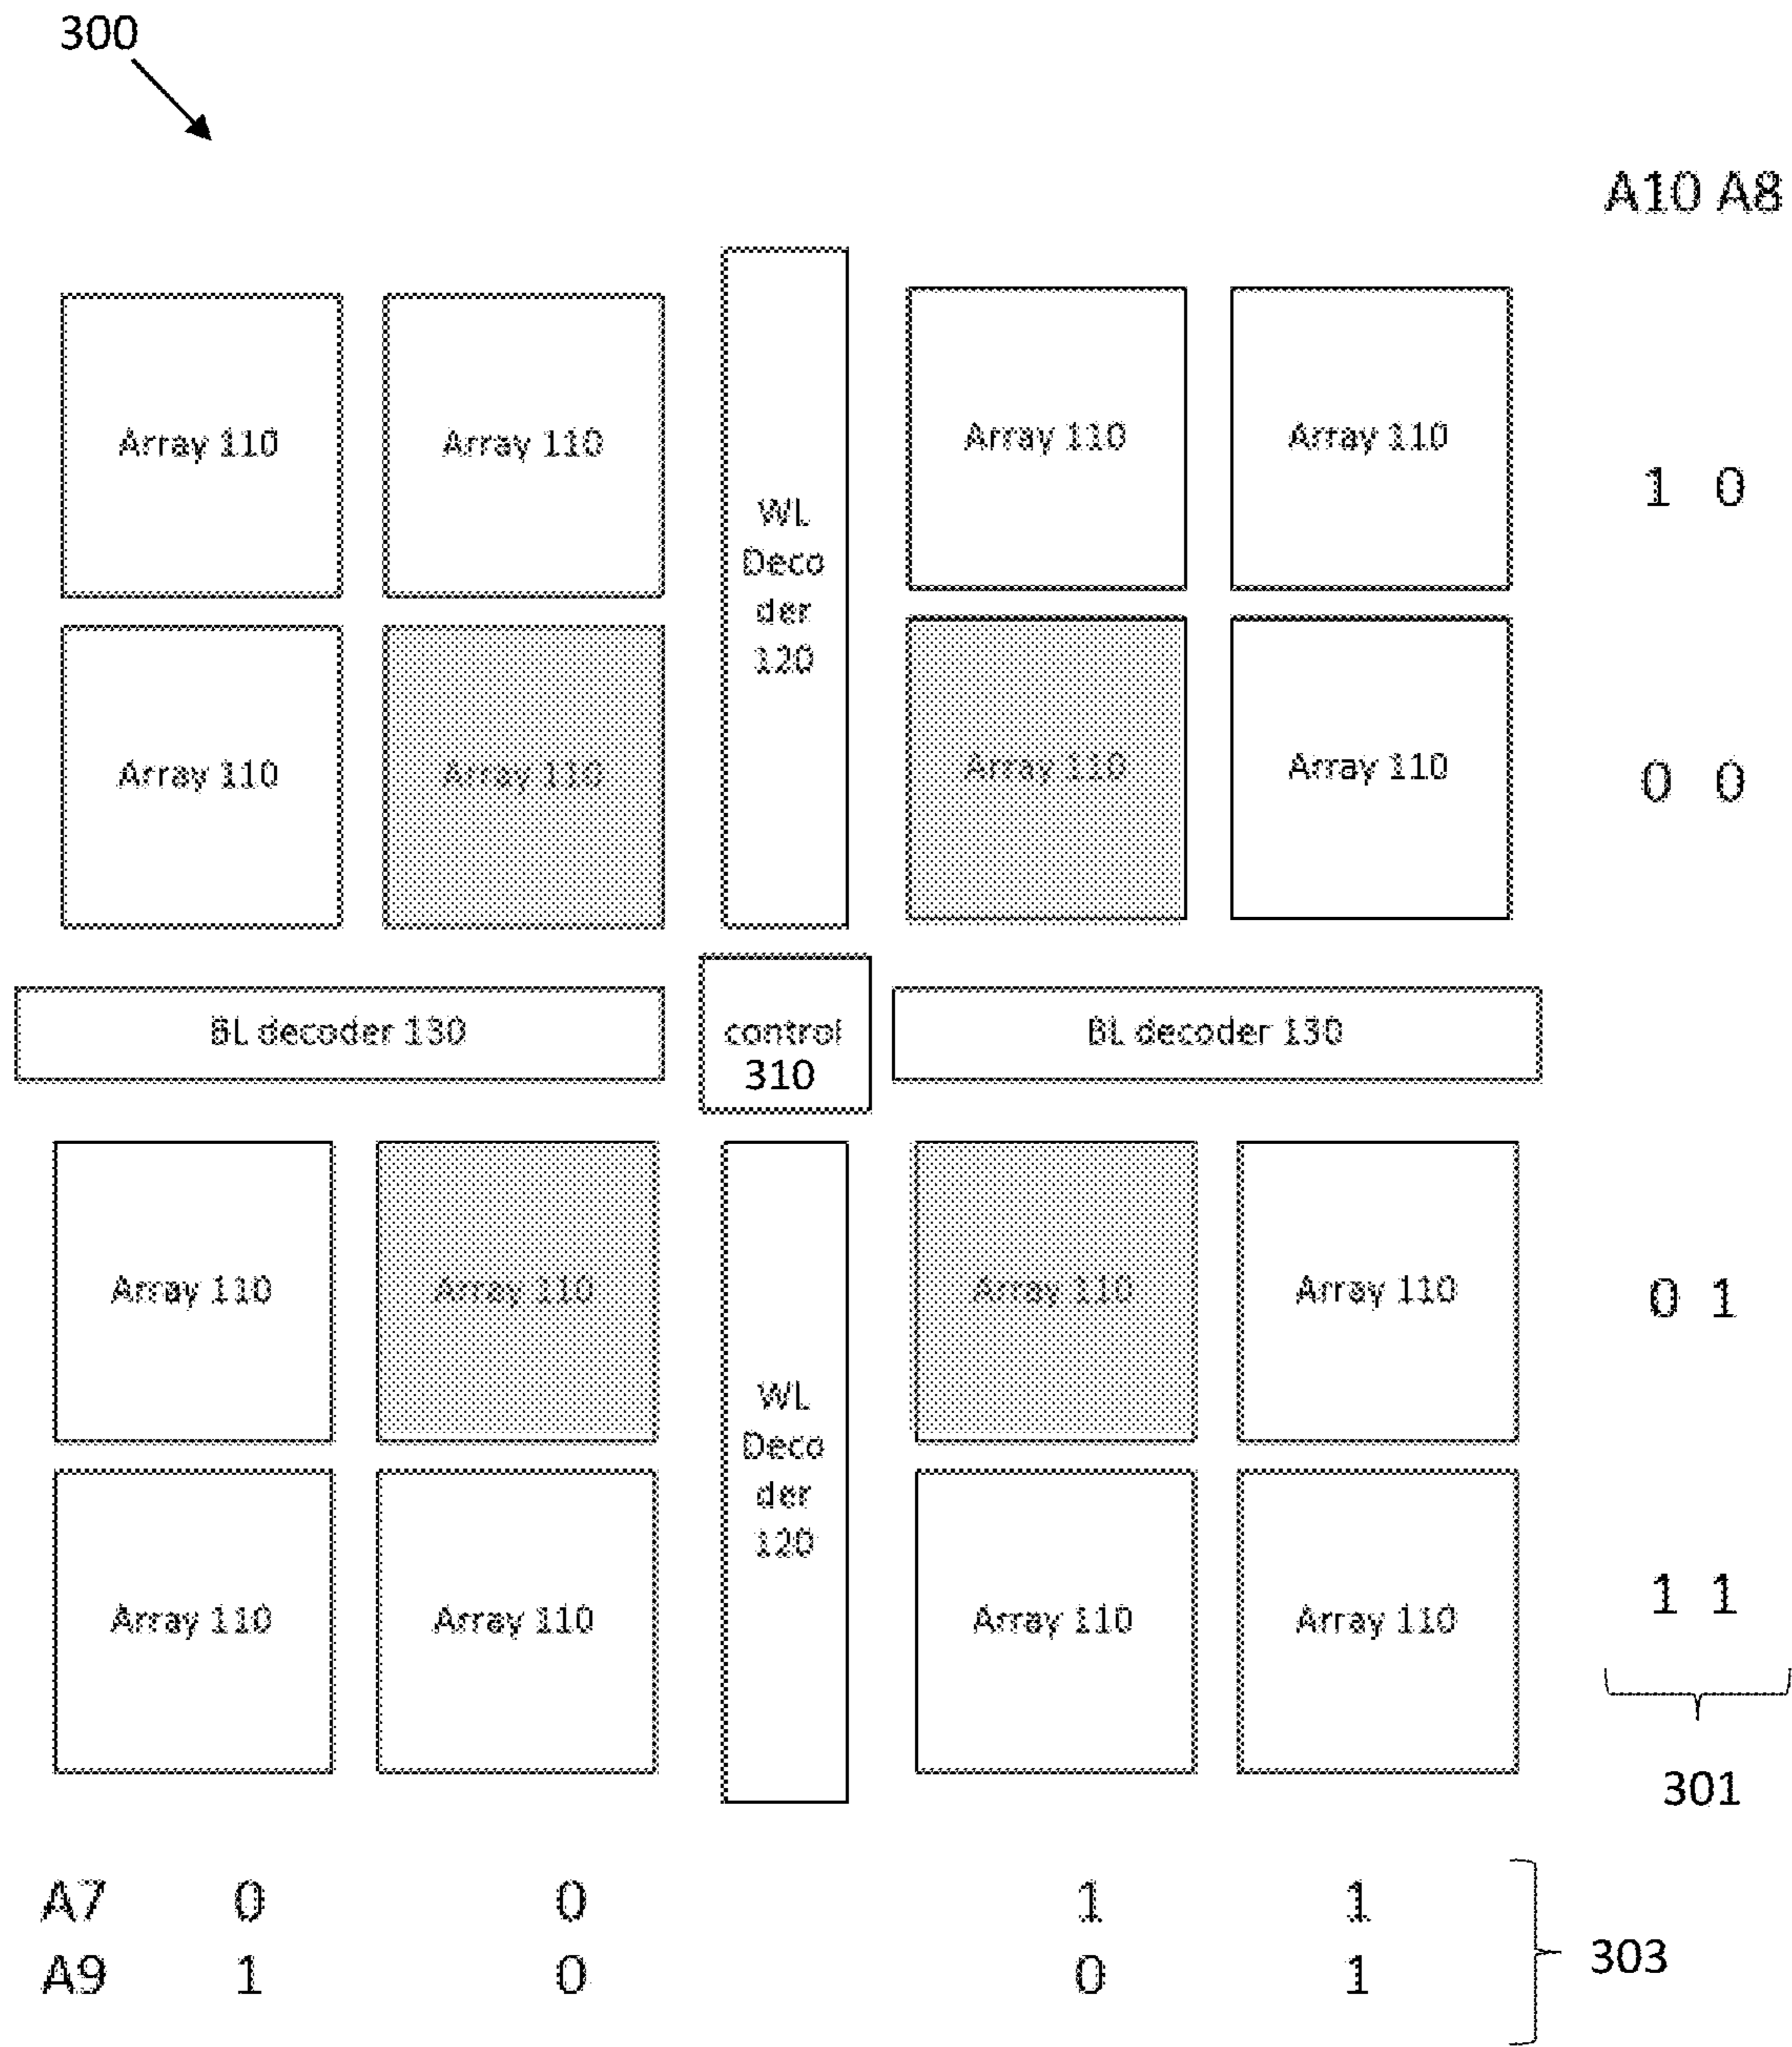 300
A10 A8
Array 110 Array 110 Array 110 Array 110
WL
Deco
der
120
1 0
Array 110 Array 110 Array 110 Array 110
0 0
BL decoder 130
control
310
BL decoder 130
Array 110 Array 110 Array 110 Array 110
0 1
WL
Deco
der
120
Array 110 Array 110 Array 110 Array 110
1 1
301
A7 0 0 1 1
A9 1 0 0 1
303